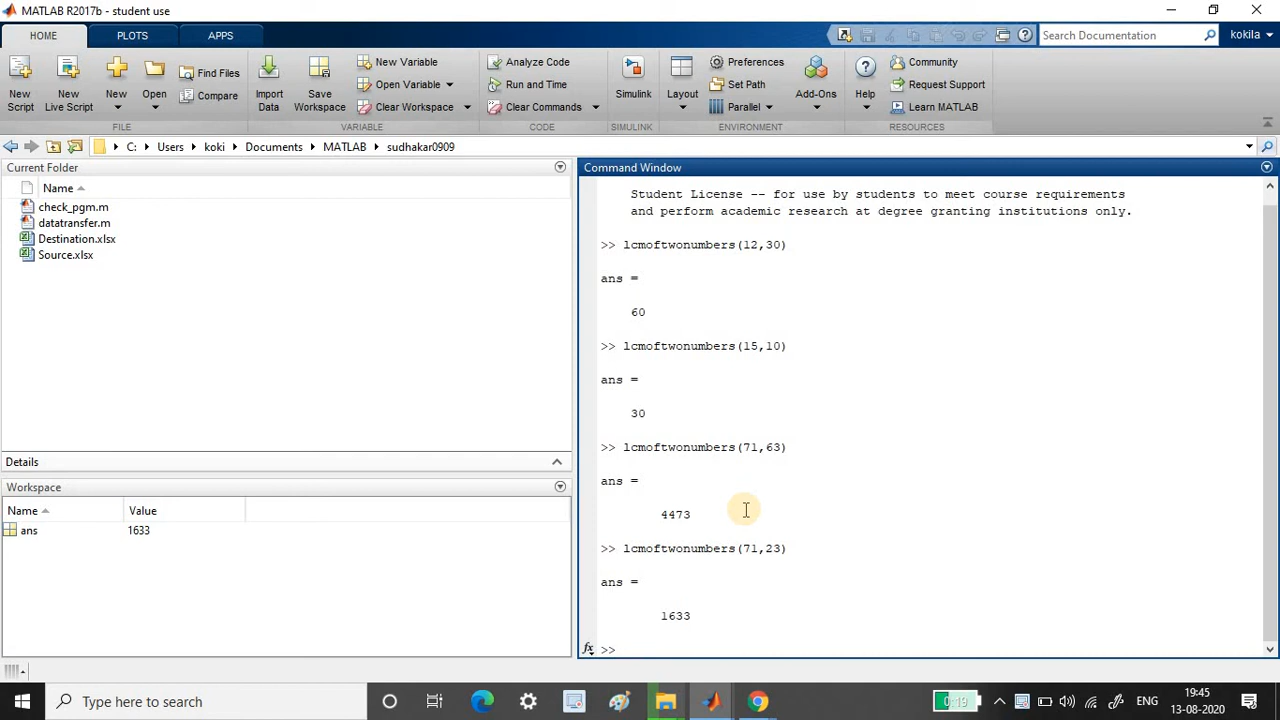 MATLAB R2017b - student use
HOME PLOTS APPS
Search Documentation kokila
New Script
New Live Script
New
Open
Find Files
Compare
Import Data
Save Workspace
New Variable
Open Variable
Clear Workspace
Analyze Code
Run and Time
Clear Commands
Simulink
Layout
Preferences
Set Path
Parallel
Add-Ons
Help
Community
Request Support
Learn MATLAB
FILE VARIABLE CODE SIMULINK ENVIRONMENT RESOURCES
C: Users koki Documents MATLAB sudhakar0909
Current Folder
Name
check_pgm.m
datatransfer.m
Destination.xlsx
Source.xlsx
Details
Workspace
Name Value
ans 1633
Command Window
Student License -- for use by students to meet course requirements
and perform academic research at degree granting institutions only.
>> lcmoftwonumbers(12,30)
ans =
60
>> lcmoftwonumbers(15,10)
ans =
30
>> lcmoftwonumbers(71,63)
ans =
4473
>> lcmoftwonumbers(71,23)
ans =
1633
fx >>
Type here to search
0:19
ENG
19:45
13-08-2020